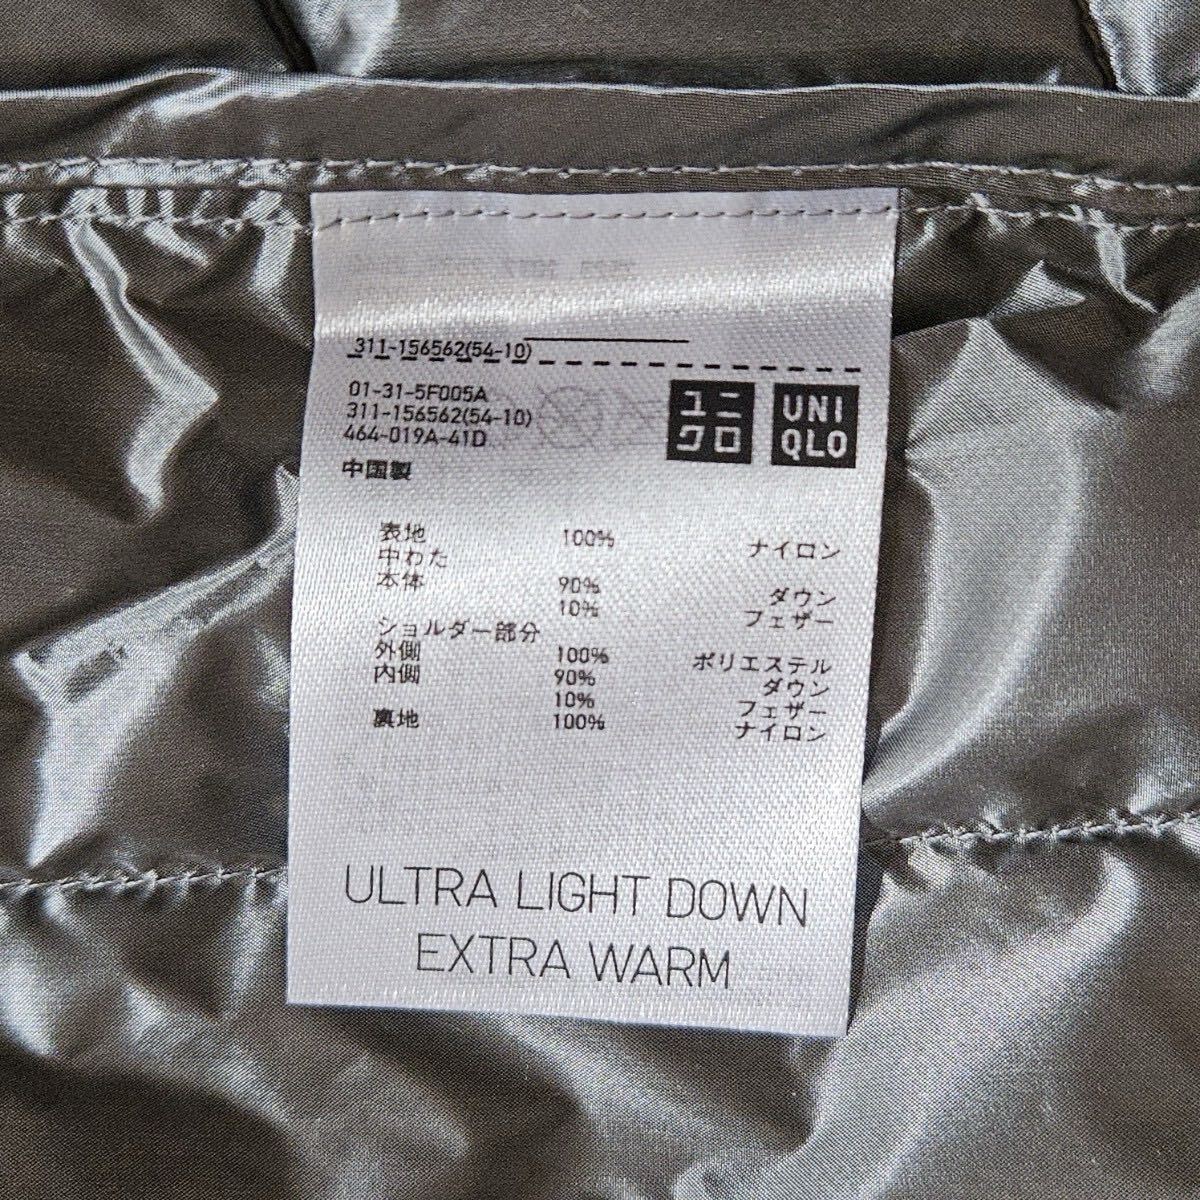 311-156562(54-10)
01-31-5F005A
311-156562(54-10)
464-019A-41D
中国製
ユニ
クロ
UNI
QLO
表地 100% ナイロン
中わた
本体 90% ダウン
10% フェザー
ショルダー部分
外側 100% ポリエステル
内側 90% ダウン
10% フェザー
裏地 100% ナイロン
ULTRA LIGHT DOWN
EXTRA WARM